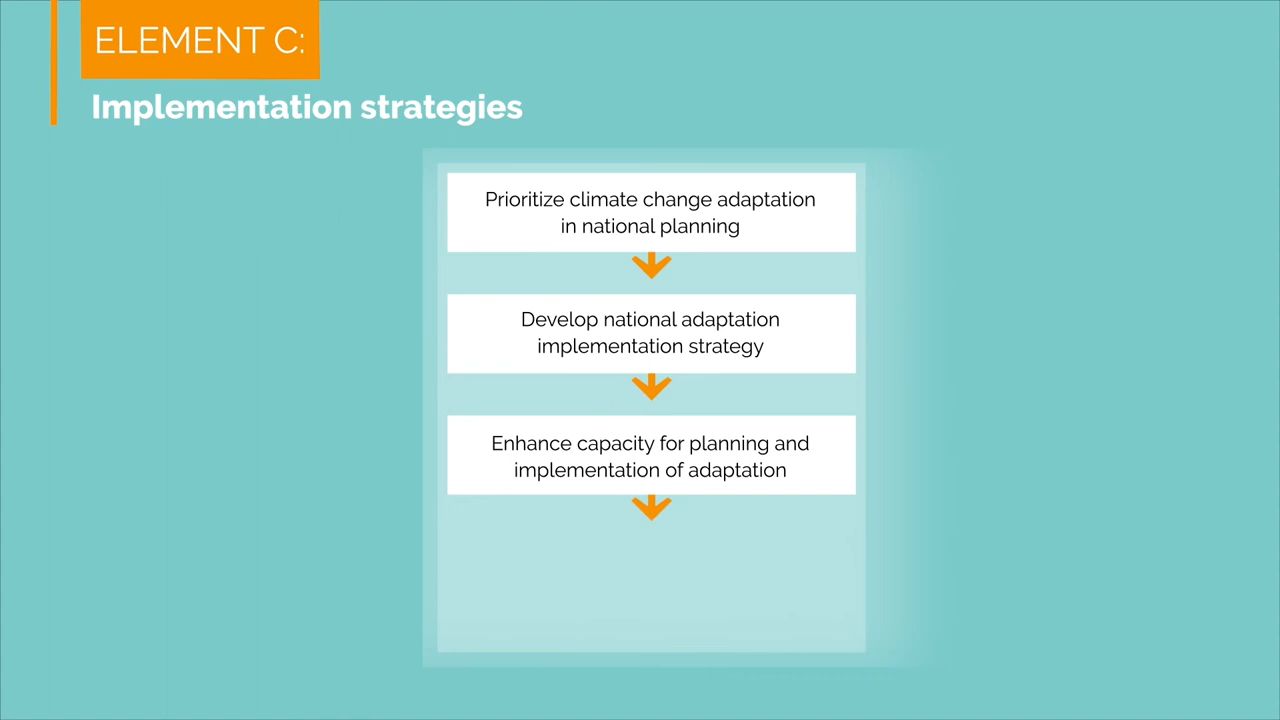 ELEMENT C:
Implementation strategies
Prioritize climate change adaptation
in national planning
Develop national adaptation
implementation strategy
Enhance capacity for planning and
implementation of adaptation